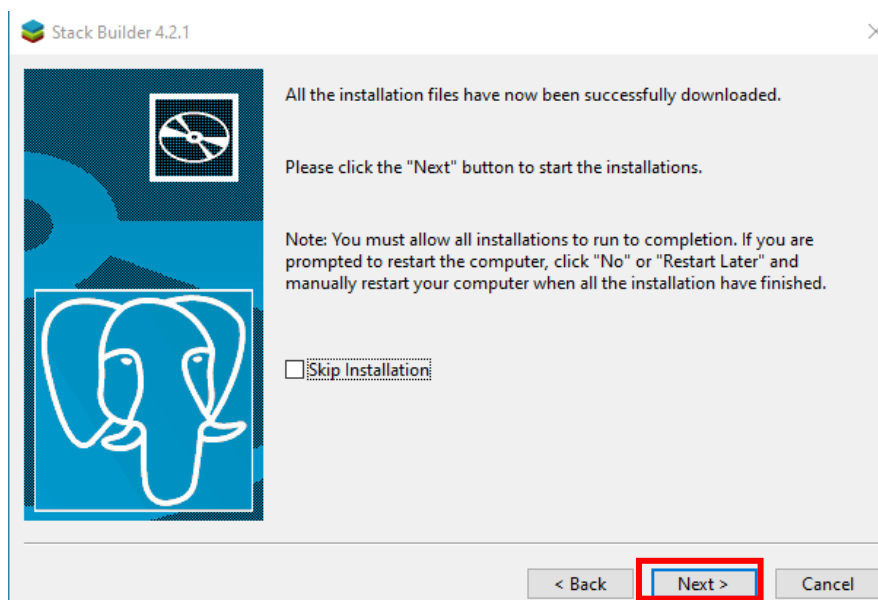 Stack Builder 4.2.1
All the installation files have now been successfully downloaded.
Please click the "Next" button to start the installations.
Note: You must allow all installations to run to completion. If you are
prompted to restart the computer, click "No" or "Restart Later" and
manually restart your computer when all the installation have finished.
Skip Installation
< Back
Next >
Cancel